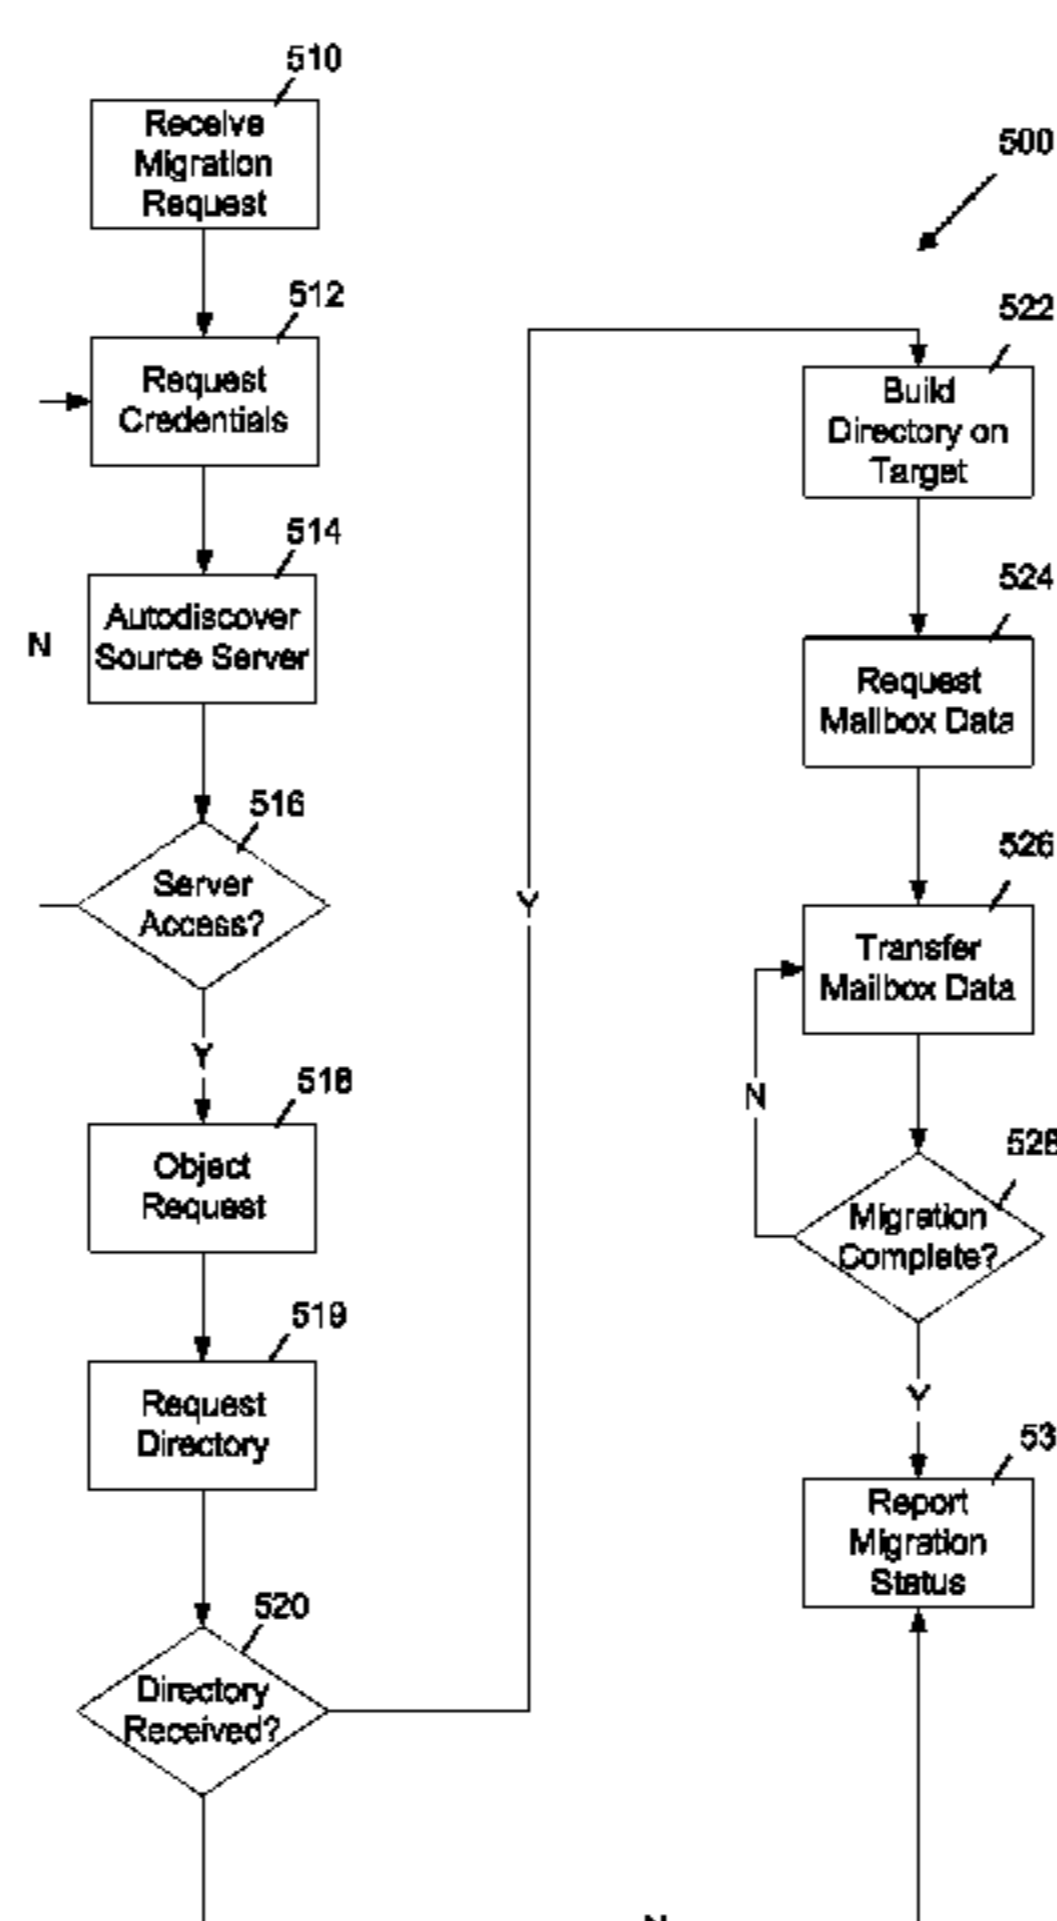 510
Receive
Migration
Request
512
Request
Credentials
514
Autodiscover
Source Server
N
516
Server
Access?
Y
518
Object
Request
519
Request
Directory
520
Directory
Received?
Y
N
500
522
Build
Directory on
Target
524
Request
Mailbox Data
526
Transfer
Mailbox Data
N
528
Migration
Complete?
Y
53
Report
Migration
Status